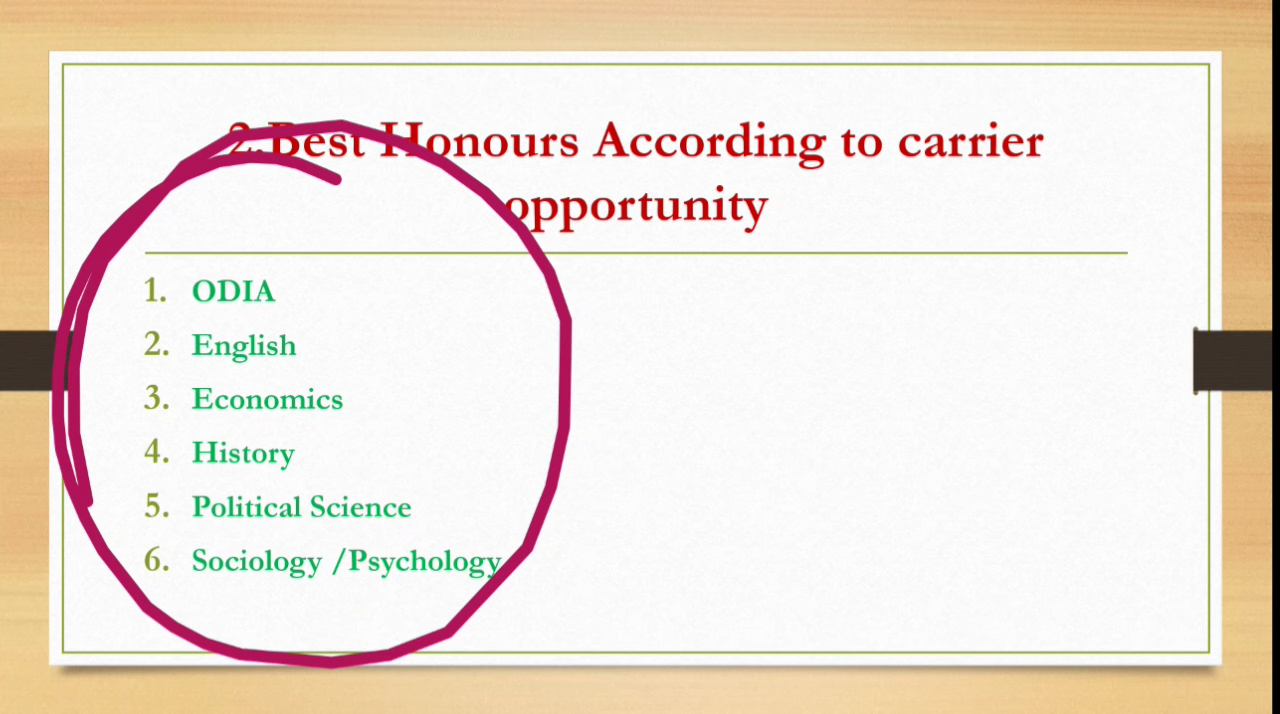 2.Best Honours According to carrier
opportunity
1. ODIA
2. English
3. Economics
4. History
5. Political Science
6. Sociology /Psychology